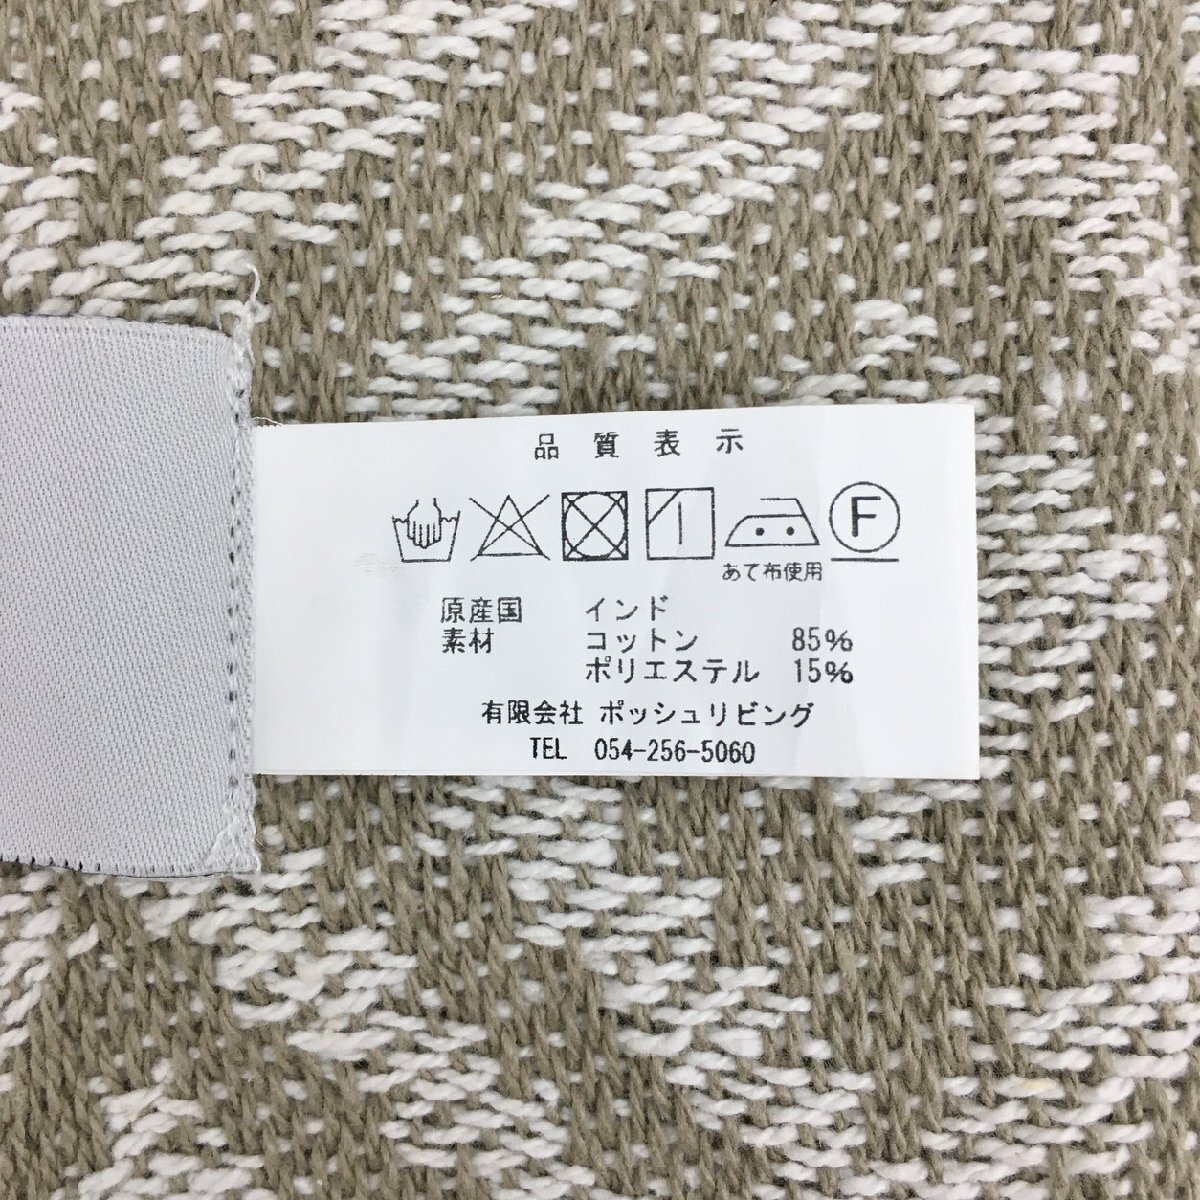 品質表示
F
あて布使用
原産国 インド
素材 コットン 85%
ポリエステル 15%
有限会社 ポッシュリビング
TEL 054-256-5060